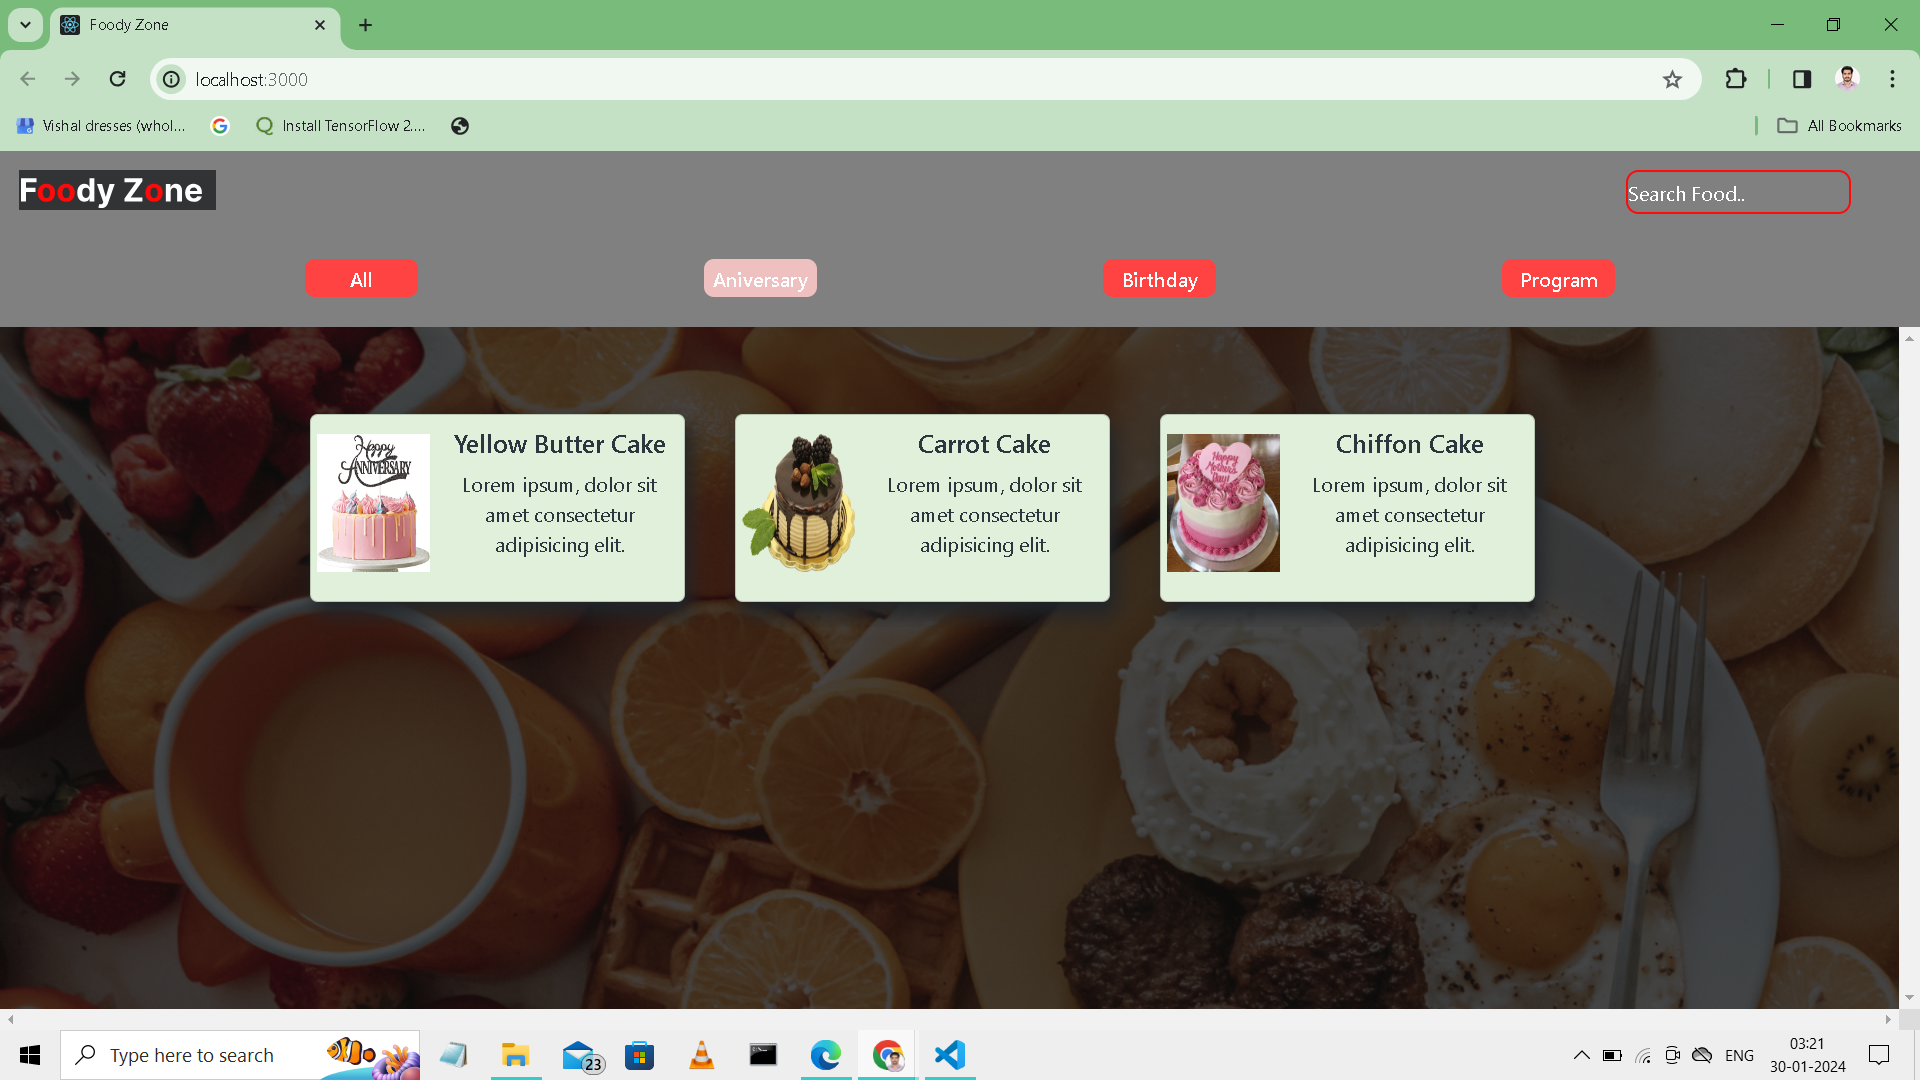 Foody Zone
localhost:3000
Vishal dresses (whol...
Install TensorFlow 2....
All Bookmarks
Foody Zone
Search Food..
All
Aniversary
Birthday
Program
Yellow Butter Cake
Lorem ipsum, dolor sit
amet consectetur
adipisicing elit.
Happy
ANNIVERSARY
Carrot Cake
Lorem ipsum, dolor sit
amet consectetur
adipisicing elit.
Chiffon Cake
Lorem ipsum, dolor sit
amet consectetur
adipisicing elit.
Happy
Mothers
Day!
Type here to search
23
ENG
03:21
30-01-2024